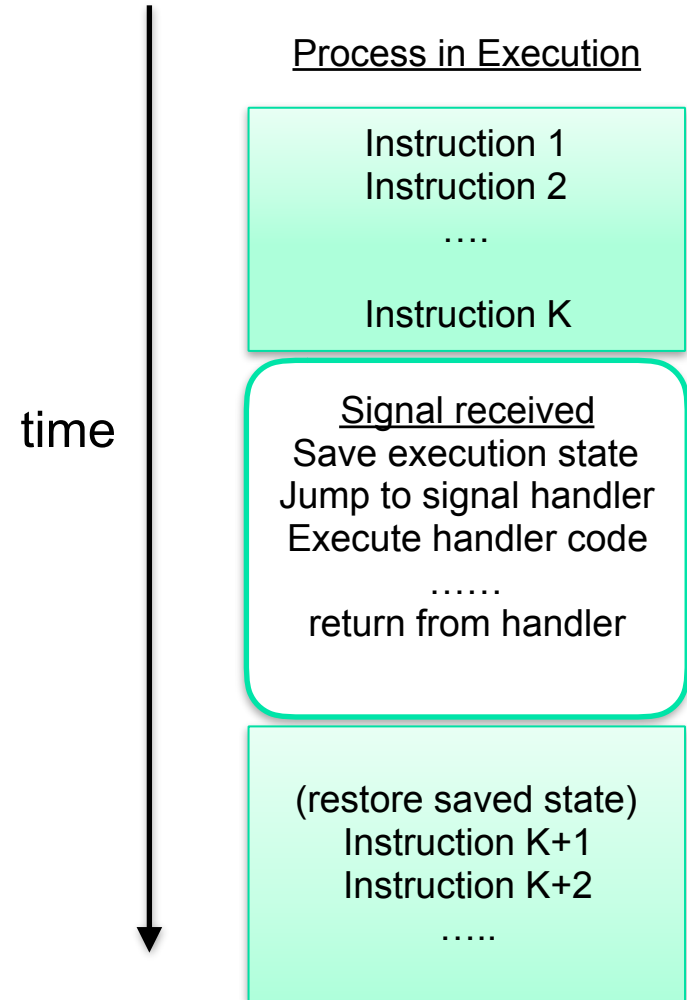 Process in Execution
Instruction 1
Instruction 2
….
Instruction K
time
Signal received
Save execution state
Jump to signal handler
Execute handler code
……
return from handler
(restore saved state)
Instruction K+1
Instruction K+2
…..